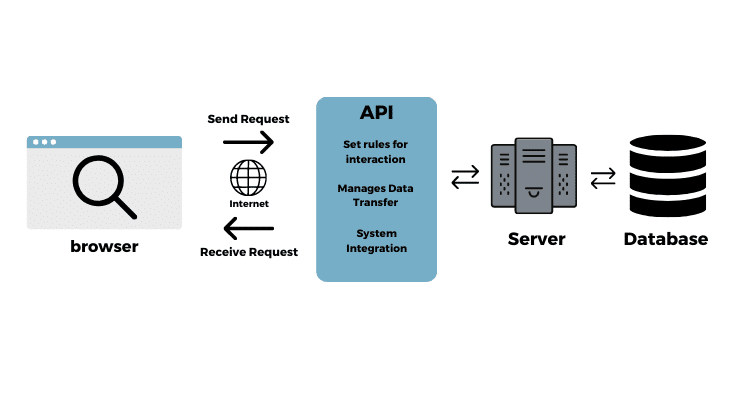 browser
Send Request
Internet
Receive Request
API
Set rules for
interaction
Manages Data
Transfer
System
Integration
Server
Database